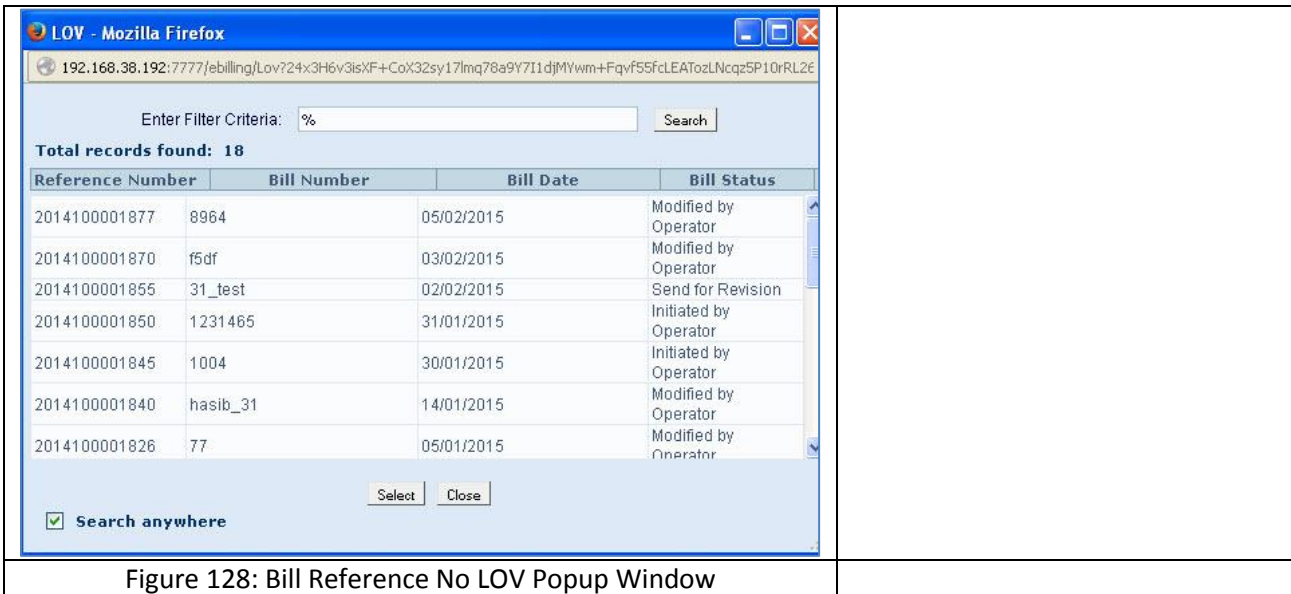 LOV - Mozilla Firefox
192.168.38.192:7777/ebilling/Lov?24x3H6v3isXF+CoX32sy17lmq78a9Y7I1djMYwm+Fqvf55fcLEATozLNcqz5P10rRL26
Enter Filter Criteria: % Search
Total records found: 18
Reference Number Bill Number Bill Date Bill Status
2014100001877 8964 05/02/2015 Modified by
Operator
2014100001870 f5df 03/02/2015 Modified by
Operator
2014100001855 31_test 02/02/2015 Send for Revision
2014100001850 1231465 31/01/2015 Initiated by
Operator
2014100001845 1004 30/01/2015 Initiated by
Operator
2014100001840 hasib_31 14/01/2015 Modified by
Operator
2014100001826 77 05/01/2015 Modified by
Operator
Select Close
Search anywhere
Figure 128: Bill Reference No LOV Popup Window